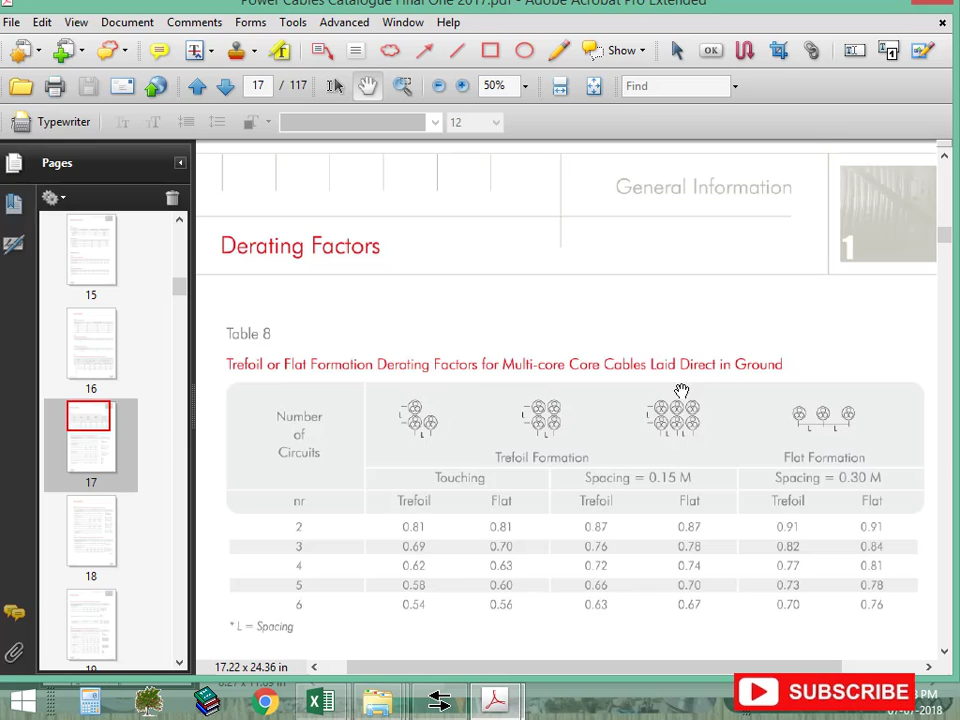 Power Cables Catalogue Final One 2017.pdf - Adobe Acrobat Pro Extended
File Edit View Document Comments Forms Tools Advanced Window Help
Show OK
17 / 117 50% Find
Typewriter 12
Pages
15
16
17
18
19
General Information
1
Derating Factors
Table 8
Trefoil or Flat Formation Derating Factors for Multi-core Core Cables Laid Direct in Ground
Number
of
Circuits
L L L L L L L L
Trefoil Formation Flat Formation
Touching Spacing = 0.15 M Spacing = 0.30 M
nr Trefoil Flat Trefoil Flat Trefoil Flat
2 0.81 0.81 0.87 0.87 0.91 0.91
3 0.69 0.70 0.76 0.78 0.82 0.84
4 0.62 0.63 0.72 0.74 0.77 0.81
5 0.58 0.60 0.66 0.70 0.73 0.78
6 0.54 0.56 0.63 0.67 0.70 0.76
* L = Spacing
17.22 x 24.36 in
SUBSCRIBE